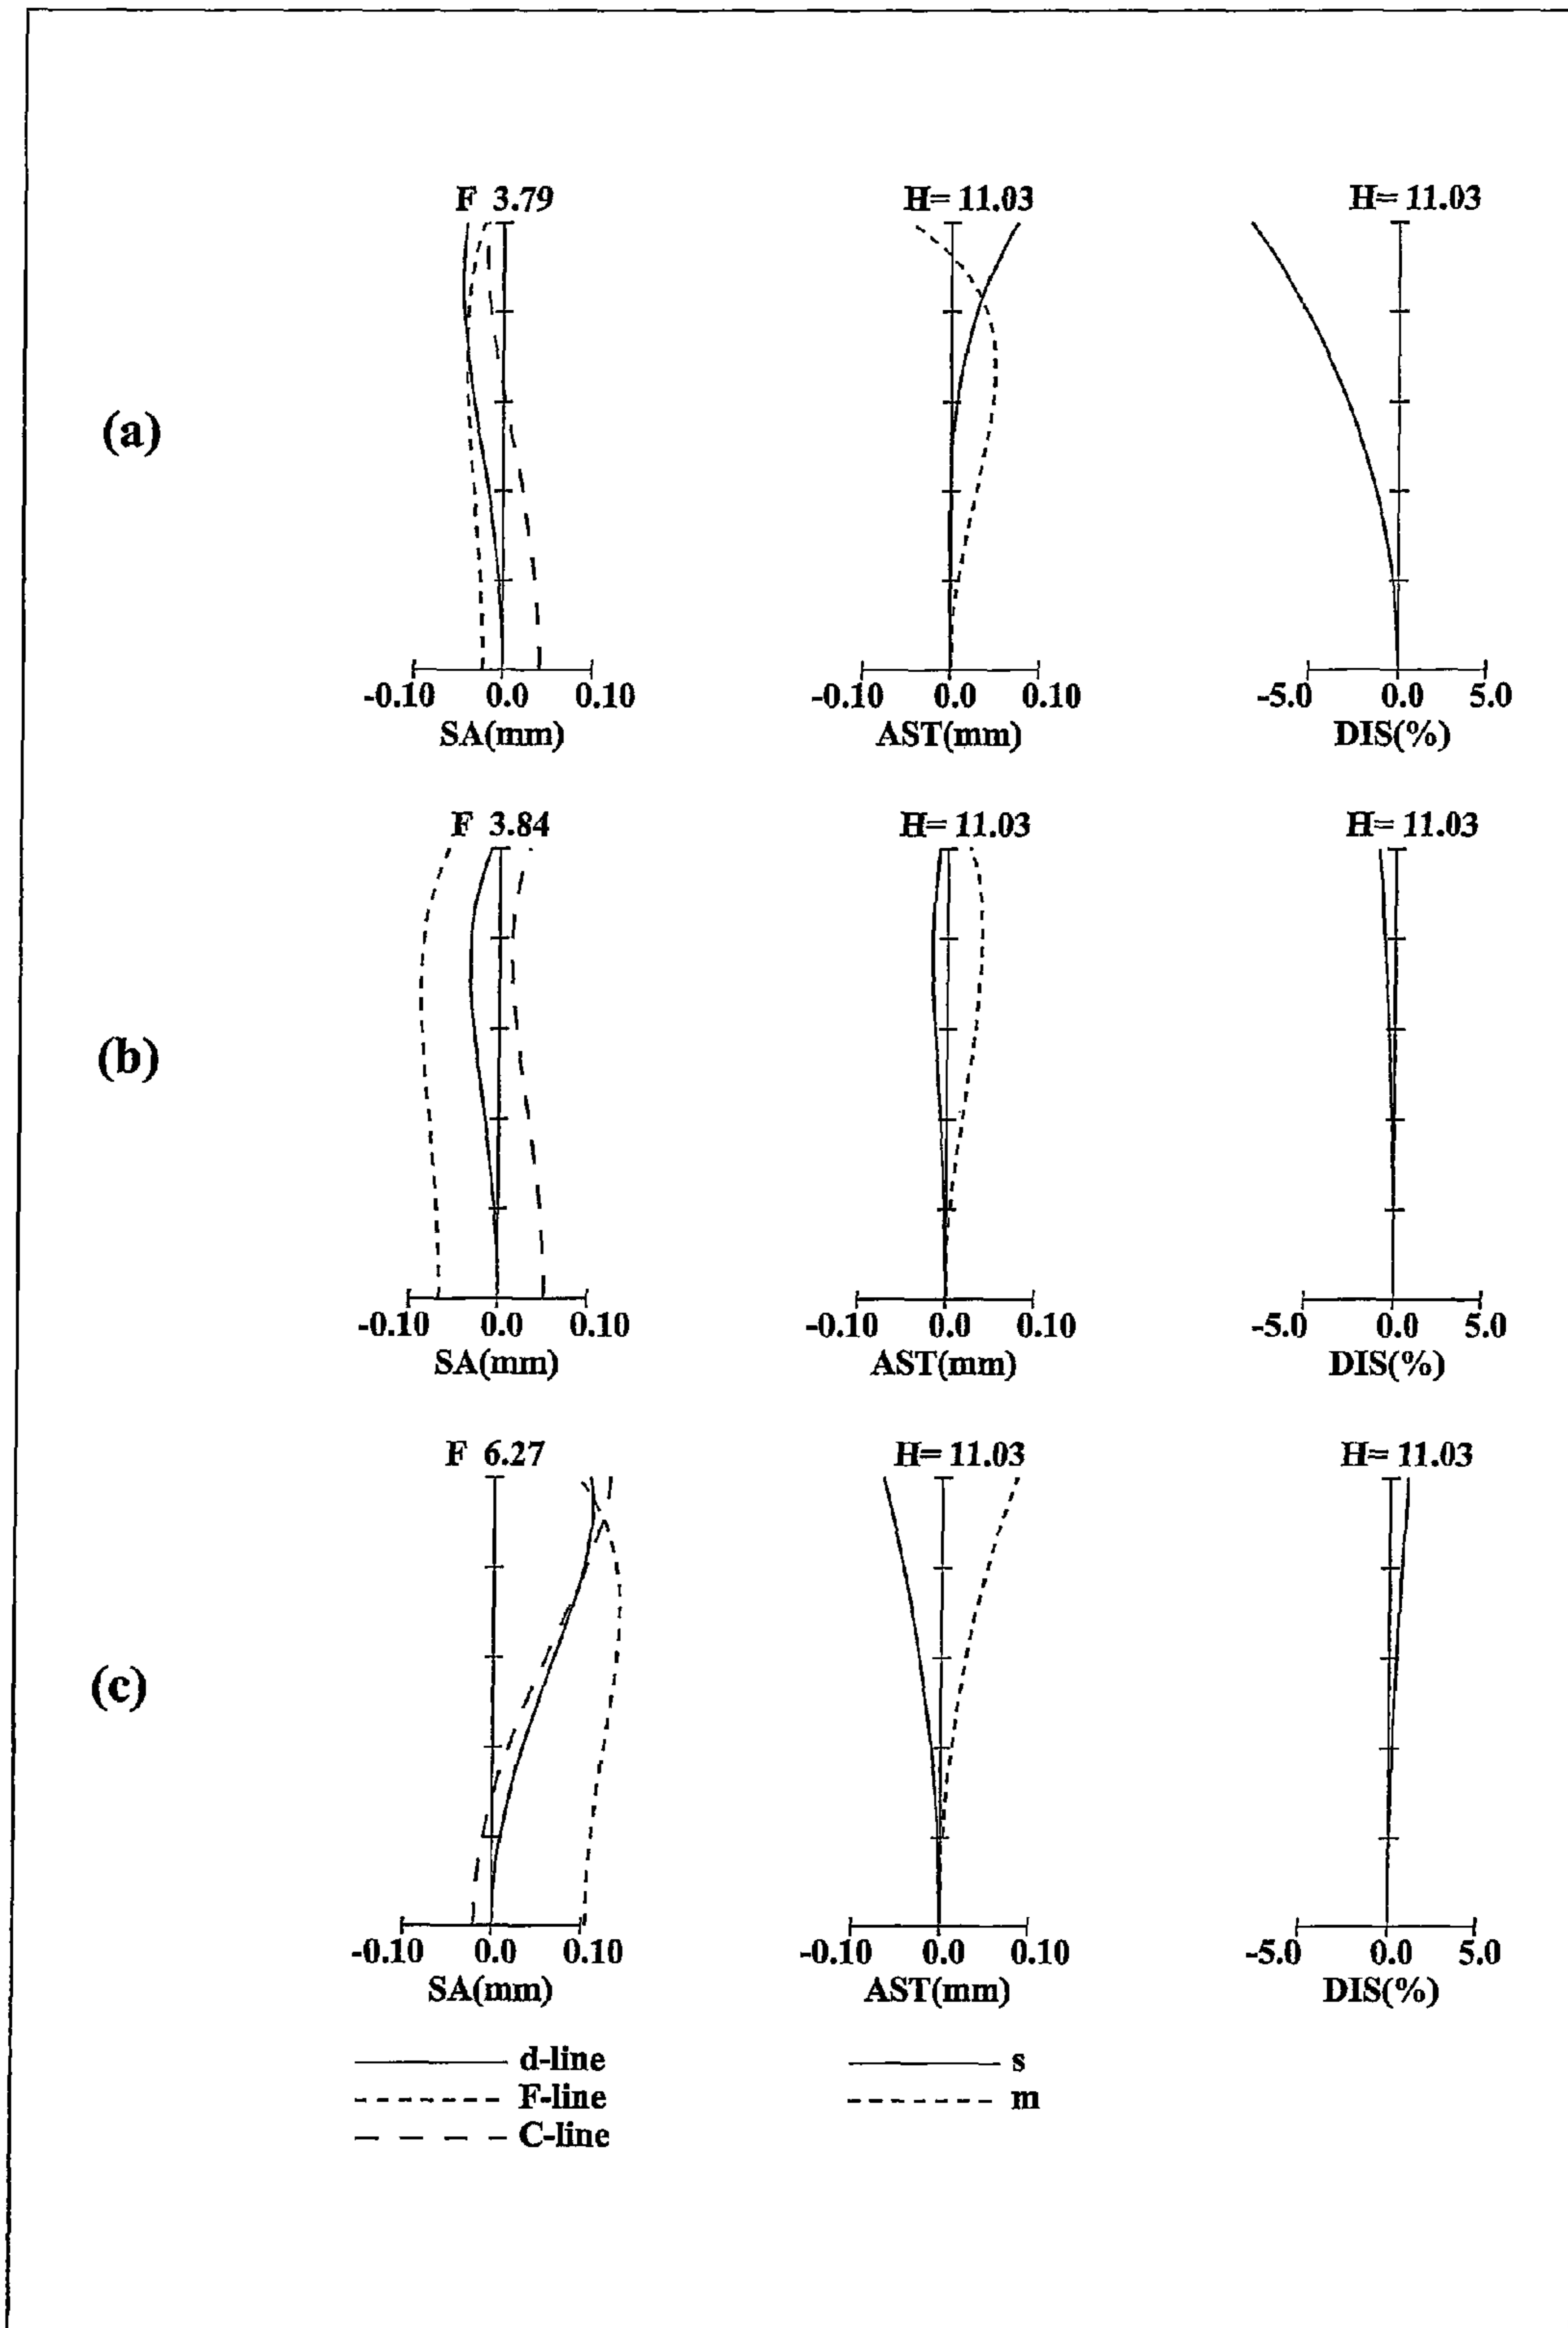 F 3.79 H= 11.03 H= 11.03
(a)
-0.10 0.0 0.10 -0.10 0.0 0.10 -5.0 0.0 5.0
SA(mm) AST(mm) DIS(%)
F 3.84 H= 11.03 H= 11.03
(b)
-0.10 0.0 0.10 -0.10 0.0 0.10 -5.0 0.0 5.0
SA(mm) AST(mm) DIS(%)
F 6.27 H= 11.03 H= 11.03
(c)
-0.10 0.0 0.10 -0.10 0.0 0.10 -5.0 0.0 5.0
SA(mm) AST(mm) DIS(%)
d-line s
F-line m
C-line